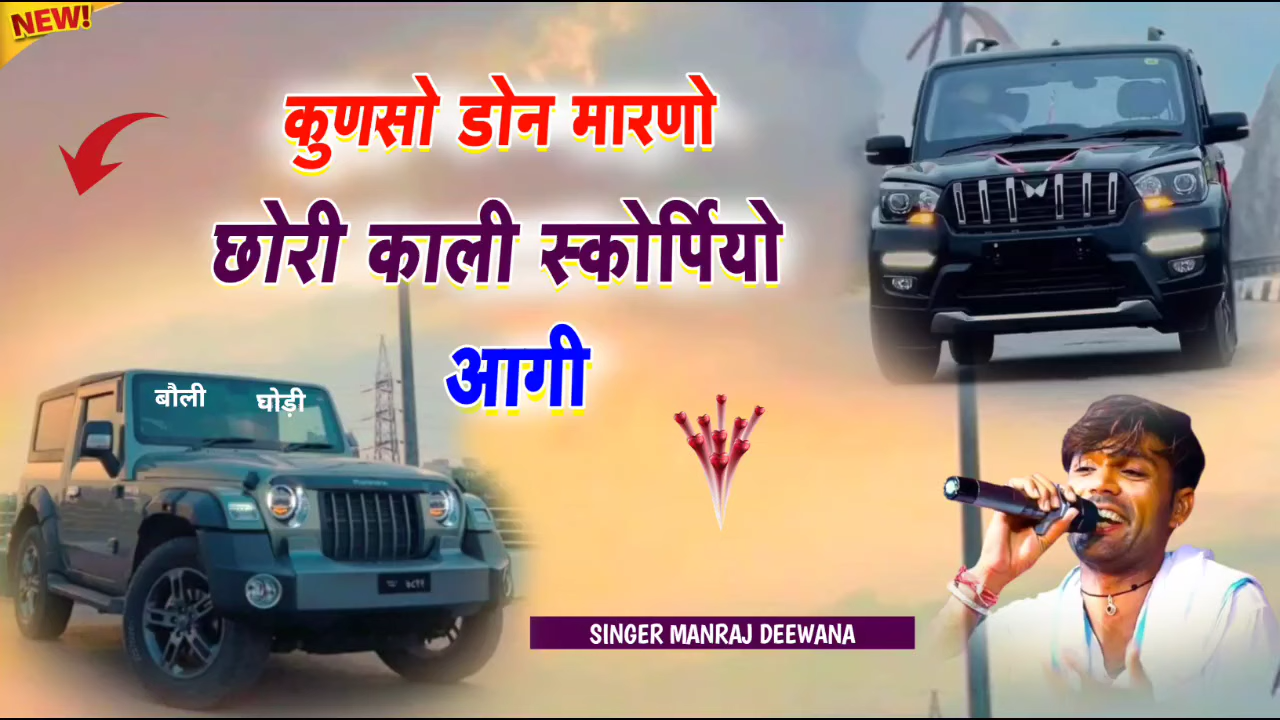 NEW!
कुणसो डोन मारणो
छोरी काली स्कोर्पियो
आगी
बौली घोड़ी
SINGER MANRAJ DEEWANA